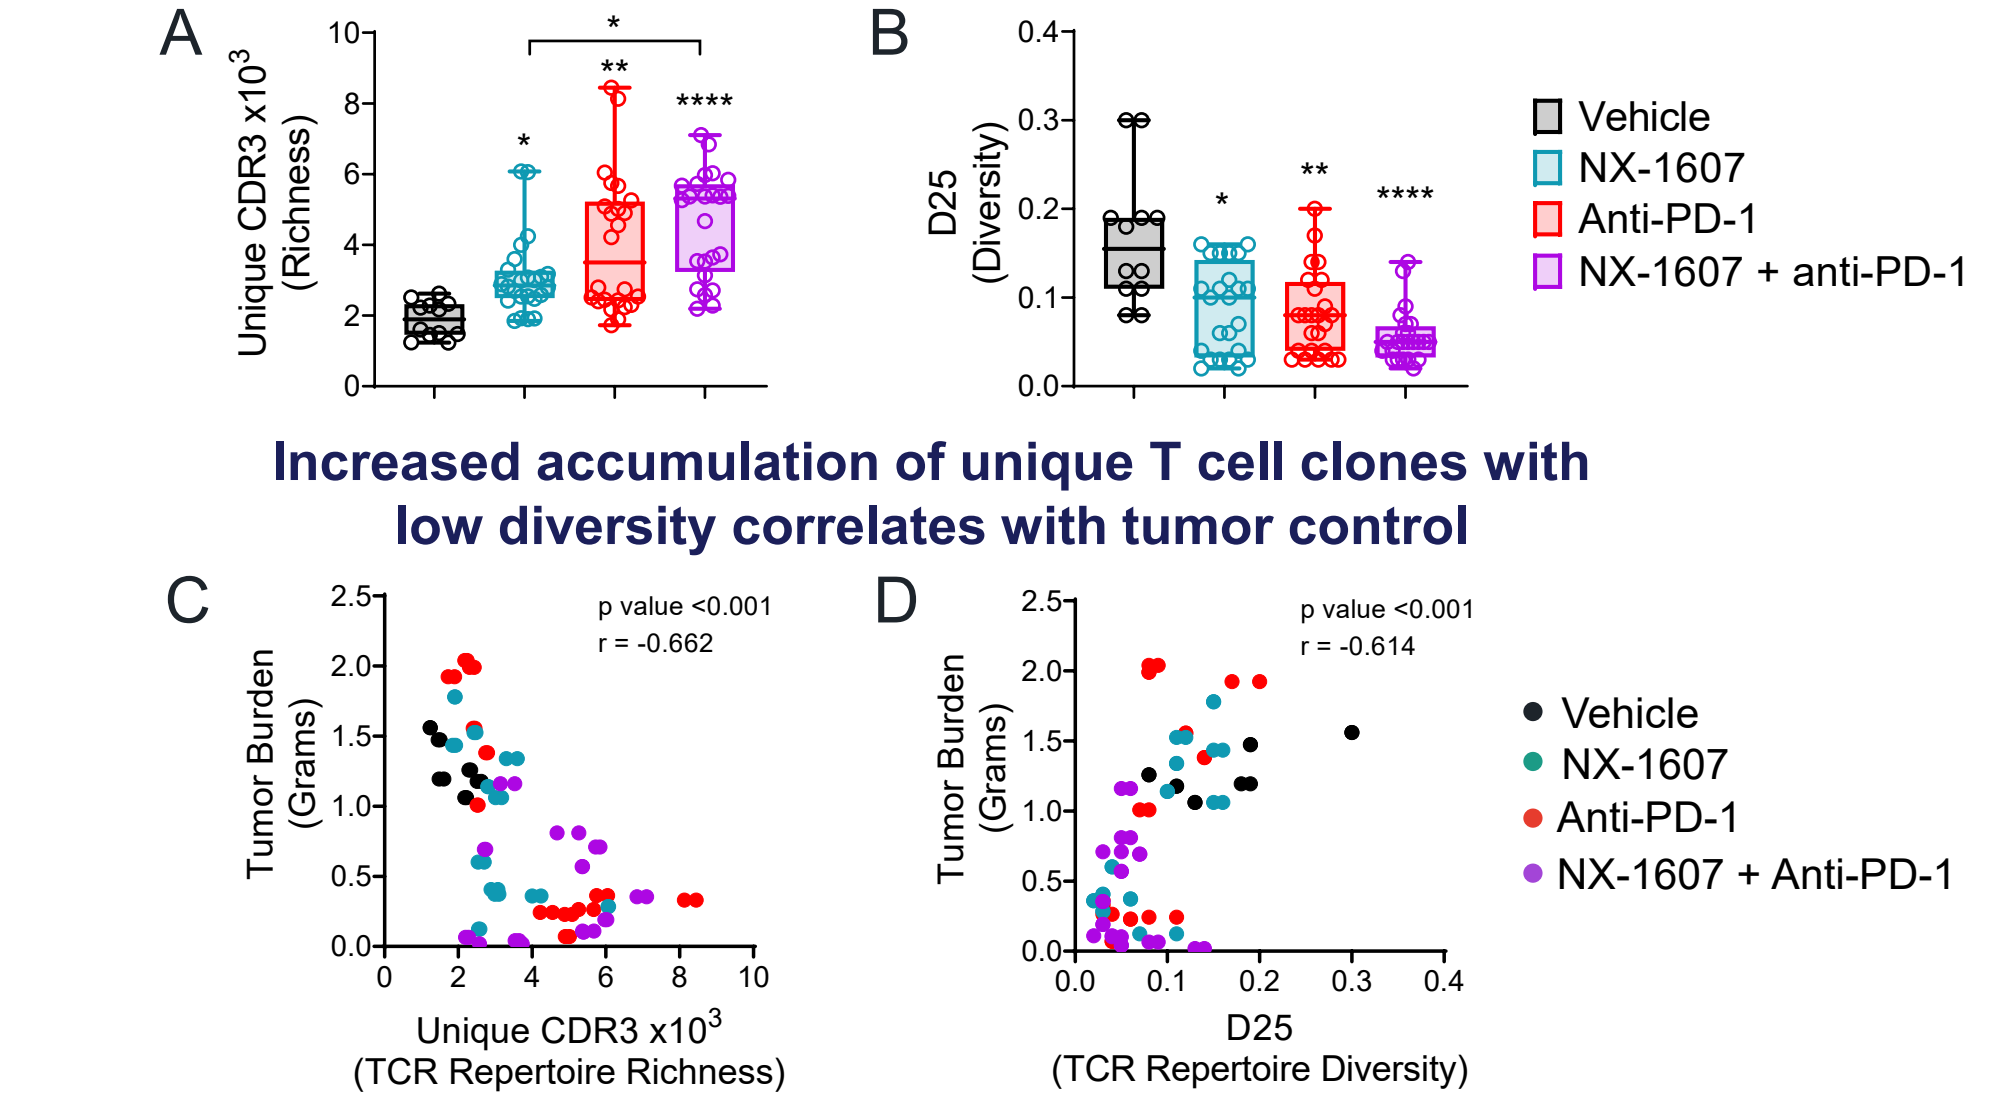 A
Unique CDR3 x10³
(Richness)
10
8
6
4
2
0
*
**
****
*
B
D25
(Diversity)
0.4
0.3
0.2
0.1
0.0
*
**
****
Vehicle
NX-1607
Anti-PD-1
NX-1607 + anti-PD-1
Increased accumulation of unique T cell clones with
low diversity correlates with tumor control
C
Tumor Burden
(Grams)
2.5
2.0
1.5
1.0
0.5
0.0
p value <0.001
r = -0.662
0 2 4 6 8 10
Unique CDR3 x10³
(TCR Repertoire Richness)
D
Tumor Burden
(Grams)
2.5
2.0
1.5
1.0
0.5
0.0
p value <0.001
r = -0.614
0.0 0.1 0.2 0.3 0.4
D25
(TCR Repertoire Diversity)
Vehicle
NX-1607
Anti-PD-1
NX-1607 + Anti-PD-1